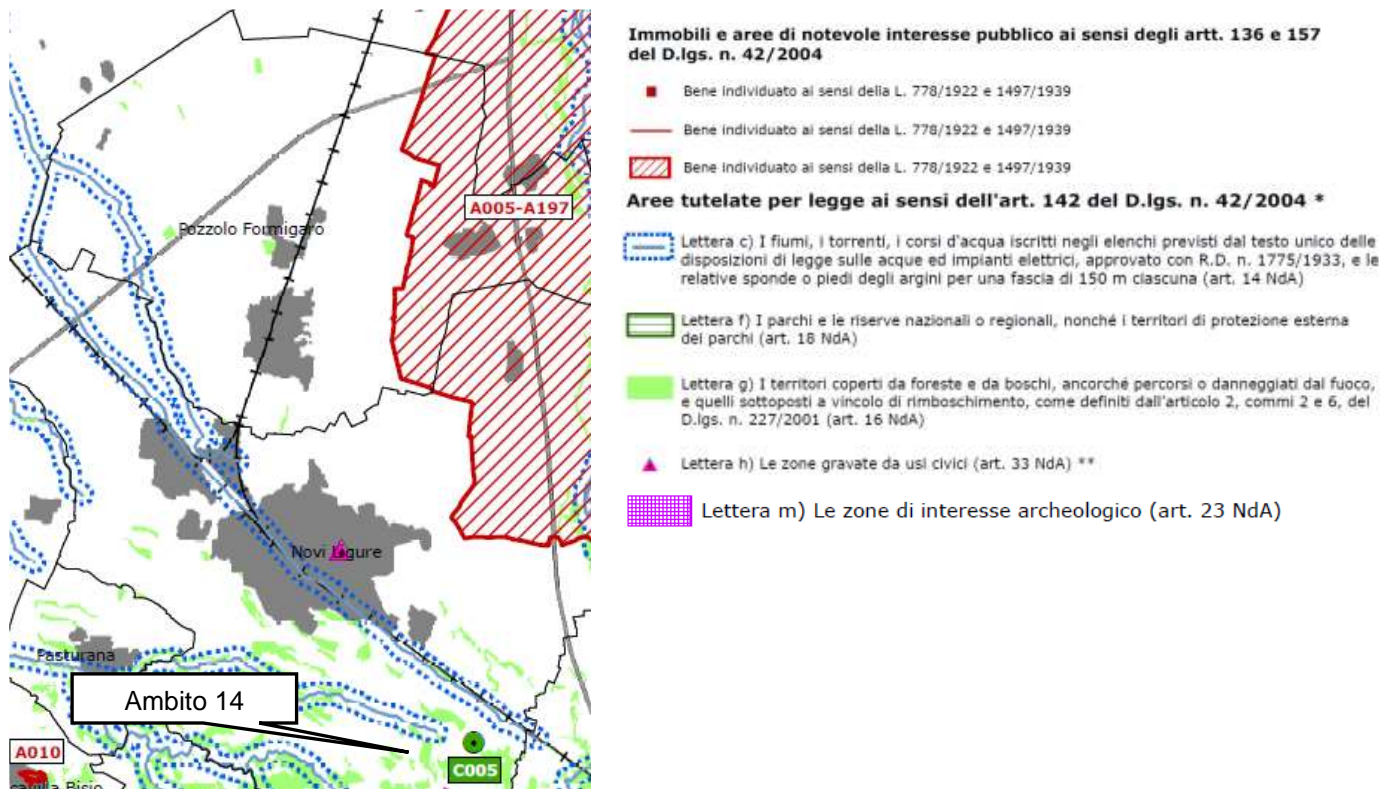 Pozzolo Formigaro
A005-A197
Novi Ligure
Pasturana
Ambito 14
A010
C005
Immobili e aree di notevole interesse pubblico ai sensi degli artt. 136 e 157
del D.lgs. n. 42/2004
Bene individuato ai sensi della L. 778/1922 e 1497/1939
Bene individuato ai sensi della L. 778/1922 e 1497/1939
Bene individuato ai sensi della L. 778/1922 e 1497/1939
Aree tutelate per legge ai sensi dell'art. 142 del D.lgs. n. 42/2004 *
Lettera c) I fiumi, i torrenti, i corsi d'acqua iscritti negli elenchi previsti dal testo unico delle
disposizioni di legge sulle acque ed impianti elettrici, approvato con R.D. n. 1775/1933, e le
relative sponde o piedi degli argini per una fascia di 150 m ciascuna (art. 14 NdA)
Lettera f) I parchi e le riserve nazionali o regionali, nonché i territori di protezione esterna
dei parchi (art. 18 NdA)
Lettera g) I territori coperti da foreste e da boschi, ancorché percorsi o danneggiati dal fuoco,
e quelli sottoposti a vincolo di rimboschimento, come definiti dall'articolo 2, commi 2 e 6, del
D.lgs. n. 227/2001 (art. 16 NdA)
Lettera h) Le zone gravate da usi civici (art. 33 NdA) **
Lettera m) Le zone di interesse archeologico (art. 23 NdA)